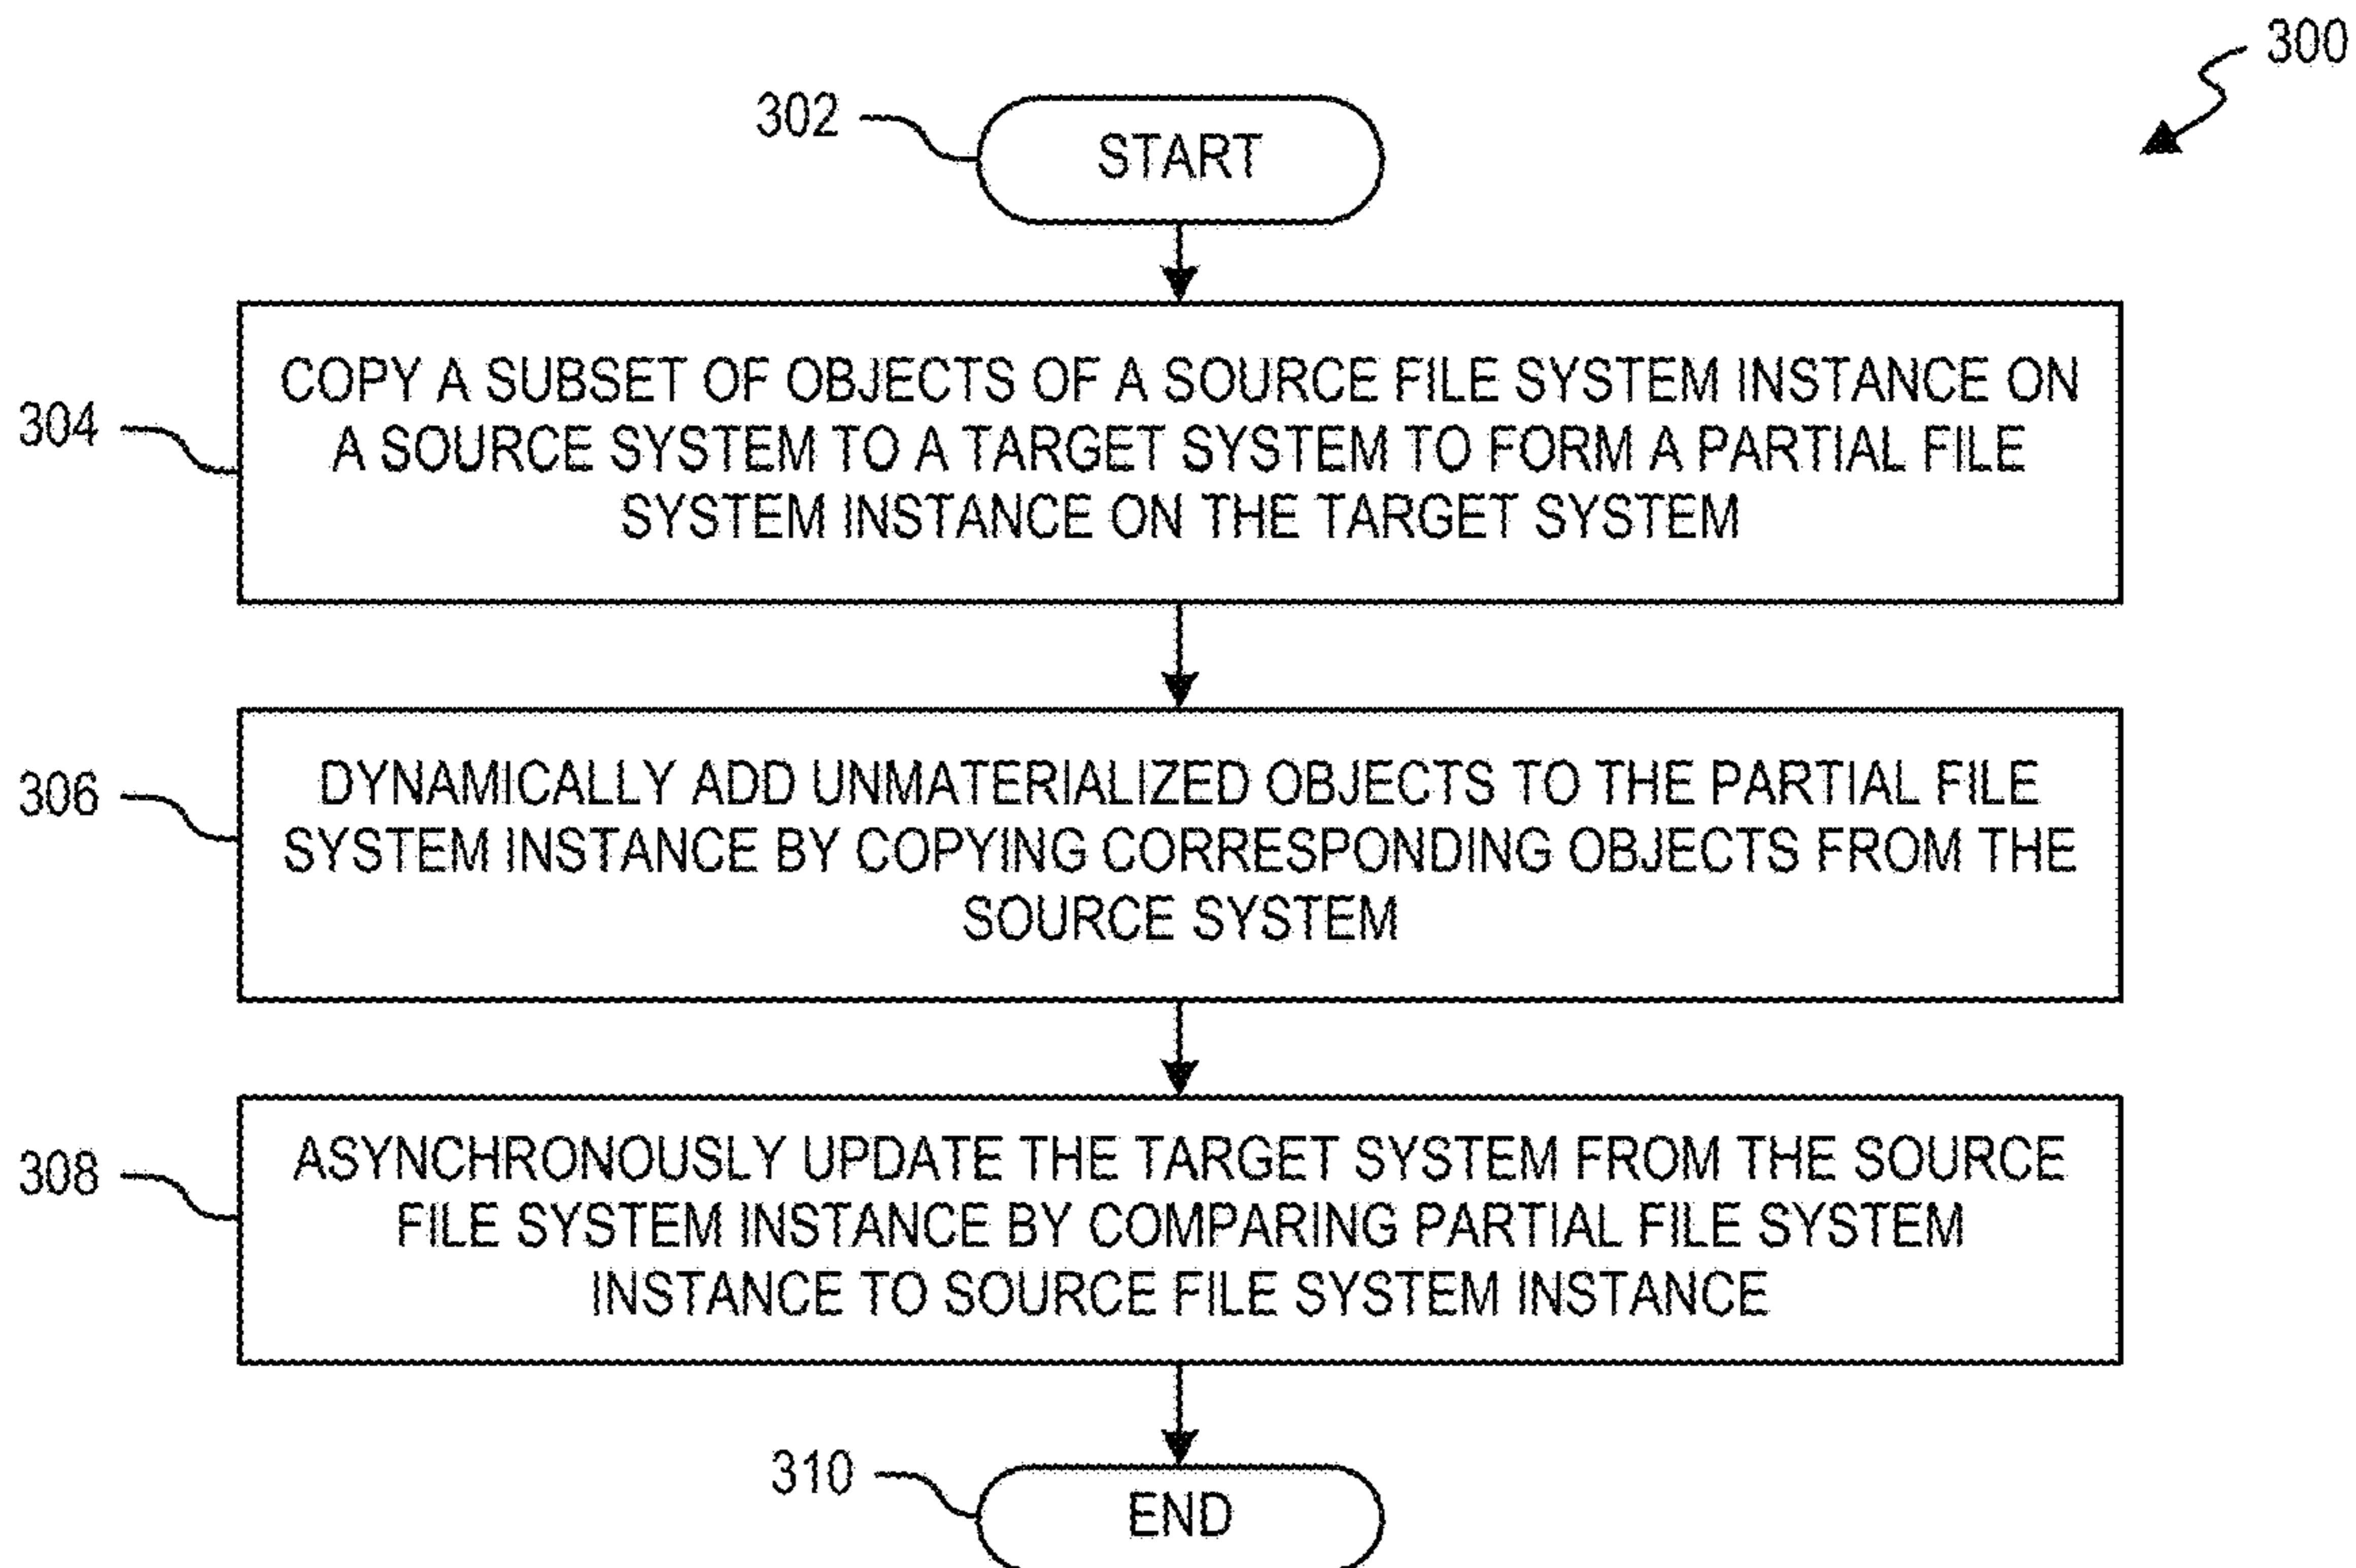 300
302
START
304
COPY A SUBSET OF OBJECTS OF A SOURCE FILE SYSTEM INSTANCE ON
A SOURCE SYSTEM TO A TARGET SYSTEM TO FORM A PARTIAL FILE
SYSTEM INSTANCE ON THE TARGET SYSTEM
306
DYNAMICALLY ADD UNMATERIALIZED OBJECTS TO THE PARTIAL FILE
SYSTEM INSTANCE BY COPYING CORRESPONDING OBJECTS FROM THE
SOURCE SYSTEM
308
ASYNCHRONOUSLY UPDATE THE TARGET SYSTEM FROM THE SOURCE
FILE SYSTEM INSTANCE BY COMPARING PARTIAL FILE SYSTEM
INSTANCE TO SOURCE FILE SYSTEM INSTANCE
310
END